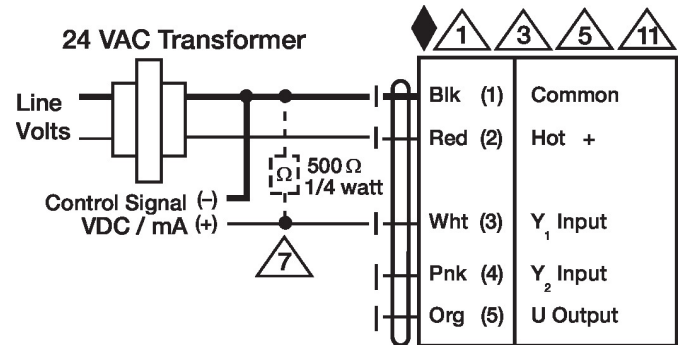 1 3 5 11
24 VAC Transformer
Line
Volts
Blk (1) Common
Red (2) Hot +
Ω 500 Ω
1/4 watt
Control Signal (–)
VDC / mA (+)
Wht (3) Y₁ Input
7
Pnk (4) Y₂ Input
Org (5) U Output